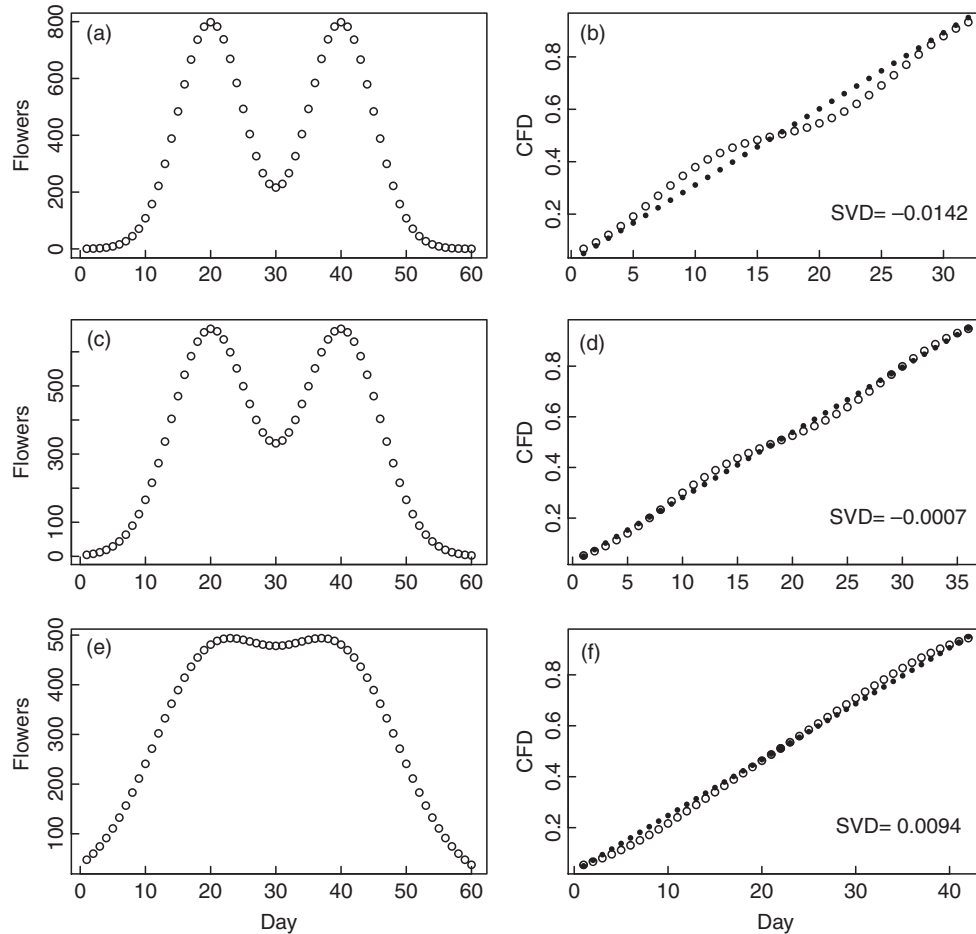 (a)
Flowers
800
600
400
200
0
0 10 20 30 40 50 60
(b)
CFD
0.8
0.6
0.4
0.2
SVD= −0.0142
0 5 10 15 20 25 30
(c)
Flowers
500
300
100
0
0 10 20 30 40 50 60
(d)
CFD
0.8
0.6
0.4
0.2
SVD= −0.0007
0 5 10 15 20 25 30 35
(e)
Flowers
500
400
300
200
100
0 10 20 30 40 50 60
Day
(f)
CFD
0.8
0.6
0.4
0.2
SVD= 0.0094
0 10 20 30 40
Day